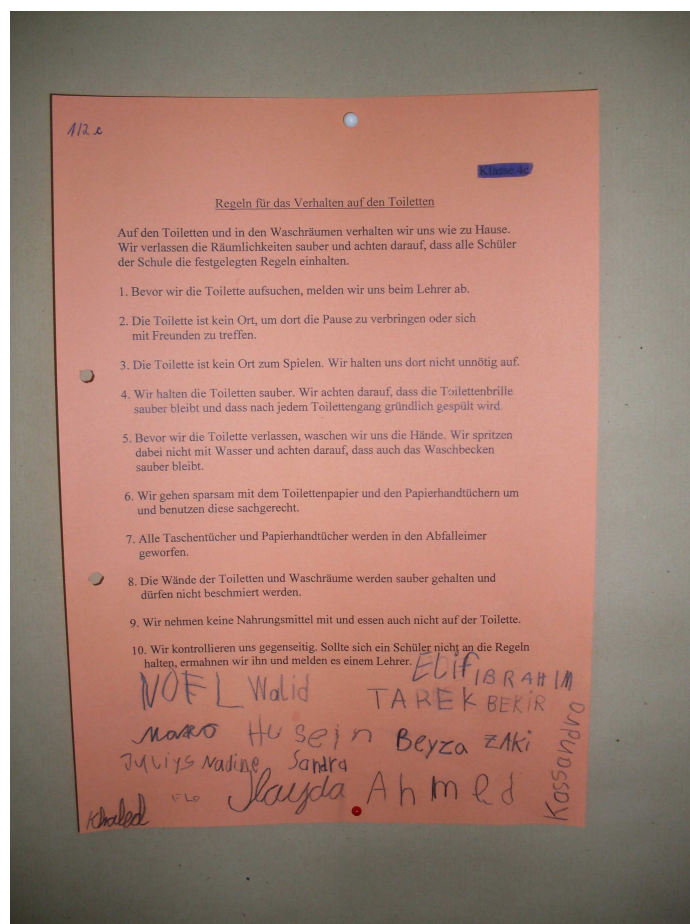 1/2 c
Klasse 4c
Regeln für das Verhalten auf den Toiletten
Auf den Toiletten und in den Waschräumen verhalten wir uns wie zu Hause.
Wir verlassen die Räumlichkeiten sauber und achten darauf, dass alle Schüler
der Schule die festgelegten Regeln einhalten.
1. Bevor wir die Toilette aufsuchen, melden wir uns beim Lehrer ab.
2. Die Toilette ist kein Ort, um dort die Pause zu verbringen oder sich
mit Freunden zu treffen.
3. Die Toilette ist kein Ort zum Spielen. Wir halten uns dort nicht unnötig auf.
4. Wir halten die Toiletten sauber. Wir achten darauf, dass die Toilettenbrille
sauber bleibt und dass nach jedem Toilettengang gründlich gespült wird
5. Bevor wir die Toilette verlassen, waschen wir uns die Hände. Wir spritzen
dabei nicht mit Wasser und achten darauf, dass auch das Waschbecken
sauber bleibt.
6. Wir gehen sparsam mit dem Toilettenpapier und den Papierhandtüchern um
und benutzen diese sachgerecht.
7. Alle Taschentücher und Papierhandtücher werden in den Abfalleimer
geworfen.
8. Die Wände der Toiletten und Waschräume werden sauber gehalten und
dürfen nicht beschmiert werden.
9. Wir nehmen keine Nahrungsmittel mit und essen auch nicht auf der Toilette.
10. Wir kontrollieren uns gegenseitig. Sollte sich ein Schüler nicht an die Regeln
halten, ermahnen wir ihn und melden es einem Lehrer.
Elif IBRAHIM
NOEL Walid TAREK BEKIR
Marko Husein Beyza ZAKi
Juliys Nadine Sandra
Kassandra
Khaled FLo Ilayda Ahmed